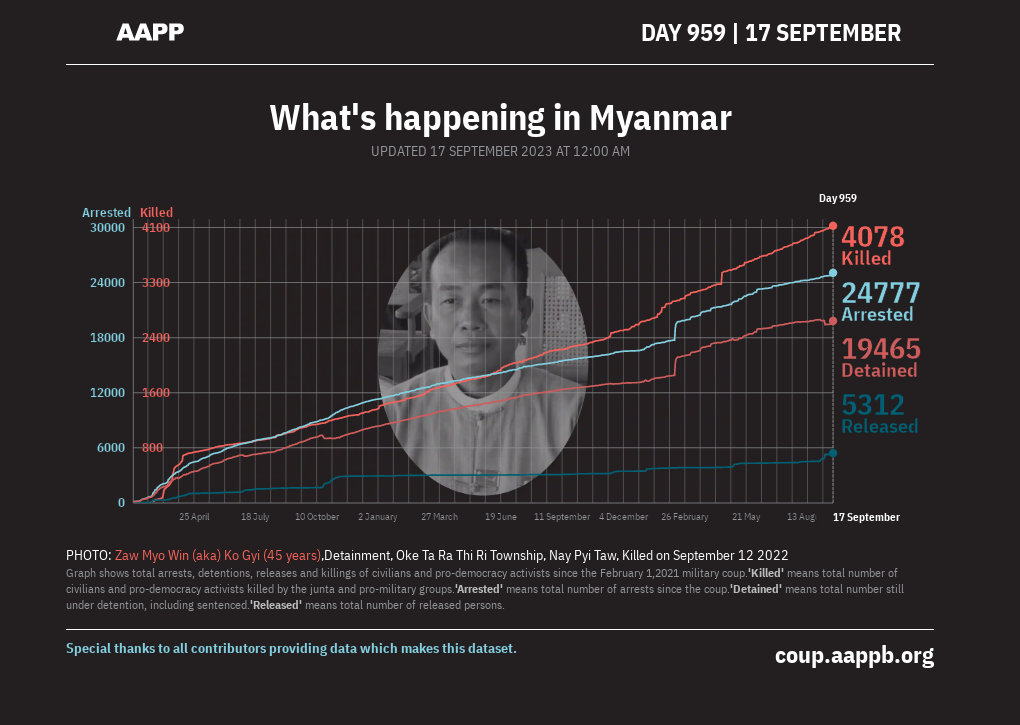 AAPP
DAY 959 | 17 SEPTEMBER
What's happening in Myanmar
UPDATED 17 SEPTEMBER 2023 AT 12:00 AM
Day 959
Arrested Killed
30000 4100
24000 3300
18000 2400
12000 1600
6000 800
0
4078
Killed
24777
Arrested
19465
Detained
5312
Released
25 April 18 July 10 October 2 January 27 March 19 June 11 September 4 December 26 February 21 May 13 Aug 17 September
PHOTO: Zaw Myo Win (aka) Ko Gyi (45 years),Detainment, Oke Ta Ra Thi Ri Township, Nay Pyi Taw, Killed on September 12 2022
Graph shows total arrests, detentions, releases and killings of civilians and pro-democracy activists since the February 1,2021 military coup.'Killed' means total number of
civilians and pro-democracy activists killed by the junta and pro-military groups.'Arrested' means total number of arrests since the coup.'Detained' means total number still
under detention, including sentenced.'Released' means total number of released persons.
Special thanks to all contributors providing data which makes this dataset.
coup.aappb.org